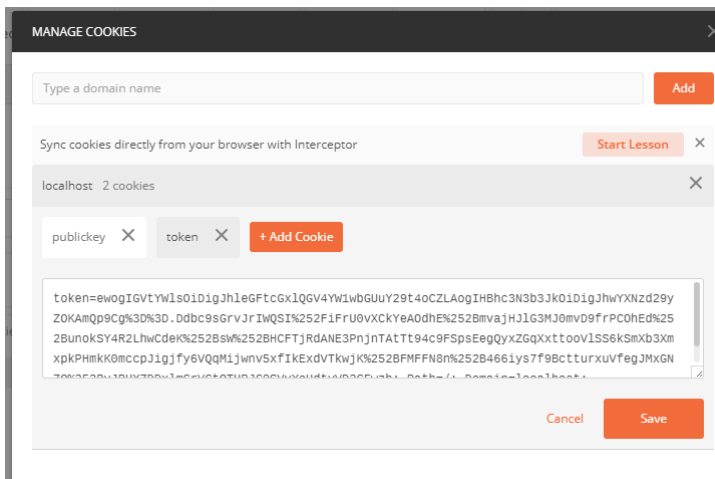 MANAGE COOKIES
Type a domain name
Add
Sync cookies directly from your browser with Interceptor
Start Lesson
localhost 2 cookies
publickey
token
+ Add Cookie
token=ewogIGVtYWlsOiDigJhleGFtcGxlQGV4YW1wbGUuY29t4oCZLAogIHBhc3N3b3JkOiDigJhwYXNzd29y
ZOKAmQp9Cg%3D%3D.Ddbc9sGrvJrIWQSI%252FiFrU0vXCkYeAOdhE%252BmvajHJlG3MJ0mvD9frPCOhEd%25
2BunokSY4R2LhwCdeK%252BsW%252BHCFTjRdANE3PnjnTAtTt94c9FSpsEegQyxZGqXxttooVlSS6kSmXb3Xm
xpkPHmkK0mccpJigjfy6VQqMijwnv5xfIkExdVTkwjK%252BFMFFN8n%252B466iys7f9BctturxuVfegJMxGN
Cancel
Save